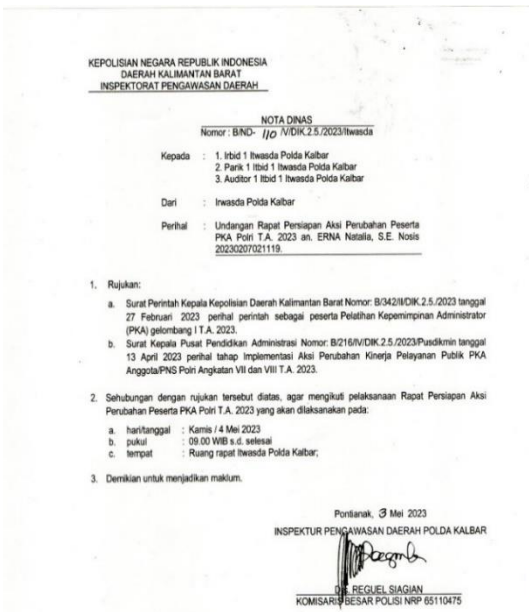 KEPOLISIAN NEGARA REPUBLIK INDONESIA
DAERAH KALIMANTAN BARAT
INSPEKTORAT PENGAWASAN DAERAH
NOTA DINAS
Nomor : B/ND- 110 /V/DIK.2.5./2023/Itwasda
Kepada : 1. Irbid 1 Itwasda Polda Kalbar
2. Parik 1 Itbid 1 Itwasda Polda Kalbar
3. Auditor 1 Itbid 1 Itwasda Polda Kalbar
Dari : Irwasda Polda Kalbar
Perihal : Undangan Rapat Persiapan Aksi Perubahan Peserta
PKA Polri T.A. 2023 an. ERNA Natalia, S.E. Nosis
20230207021119.
1. Rujukan:
a. Surat Perintah Kepala Kepolisian Daerah Kalimantan Barat Nomor: B/342/II/DIK.2.5./2023 tanggal
27 Februari 2023 perihal perintah sebagai peserta Pelatihan Kepemimpinan Administrator
(PKA) gelombang I T.A. 2023.
b. Surat Kepala Pusat Pendidikan Administrasi Nomor: B/216/IV/DIK.2.5./2023/Pusdikmin tanggal
13 April 2023 perihal tahap Implementasi Aksi Perubahan Kinerja Pelayanan Publik PKA
Anggota/PNS Polri Angkatan VII dan VIII T.A. 2023.
2. Sehubungan dengan rujukan tersebut diatas, agar mengikuti pelaksanaan Rapat Persiapan Aksi
Perubahan Peserta PKA Polri T.A. 2023 yang akan dilaksanakan pada:
a. hari/tanggal : Kamis / 4 Mei 2023
b. pukul : 09.00 WIB s.d. selesai
c. tempat : Ruang rapat Itwasda Polda Kalbar;
3. Demikian untuk menjadikan maklum.
Pontianak, 3 Mei 2023
INSPEKTUR PENGAWASAN DAERAH POLDA KALBAR
REGUEL SIAGIAN
KOMISARIS BESAR POLISI NRP 65110475